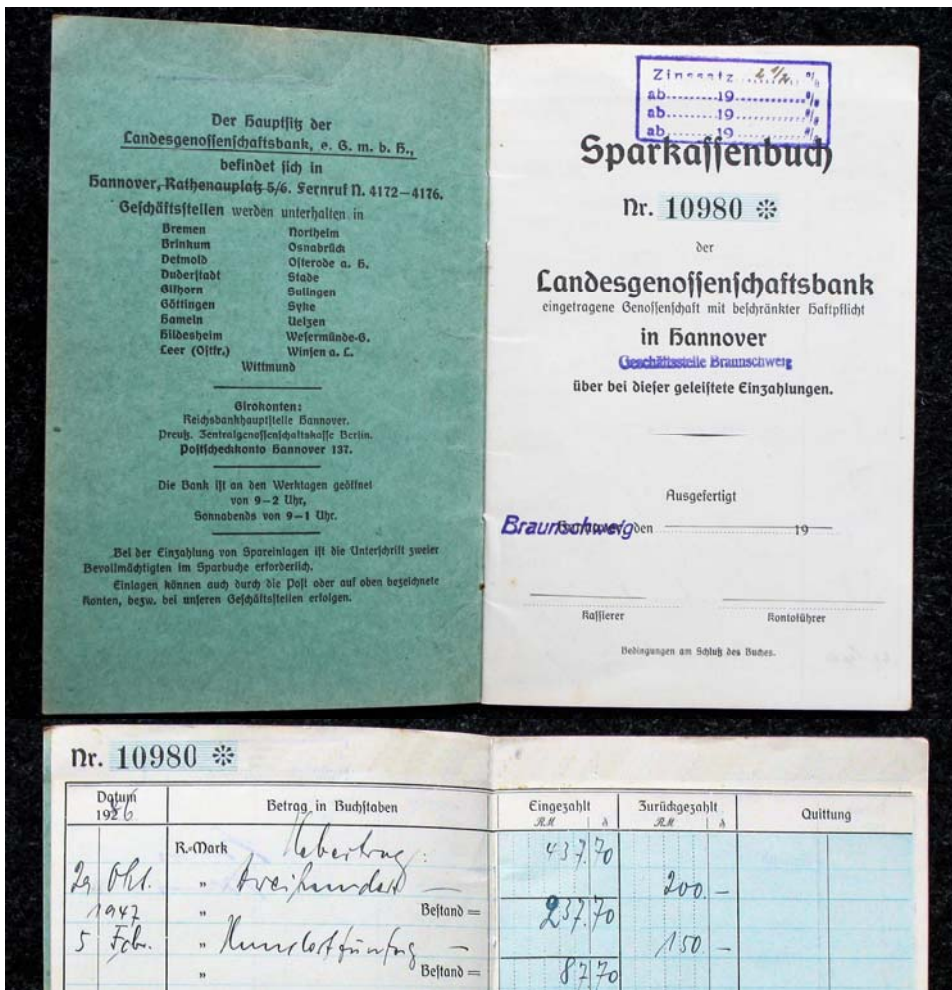 Der Hauptsitz der
Landesgenossenschaftsbank, e. G. m. b. H.,
befindet sich in
Hannover, Rathenauplatz 5/6. Fernruf N. 4172—4176.
Geschäftsstellen werden unterhalten in
Bremen Northeim
Brinkum Osnabrück
Detmold Osterode a. H.
Duderstadt Stade
Gifhorn Sulingen
Göttingen Syke
Hameln Uelzen
Hildesheim Wesermünde-G.
Leer (Ostfr.) Winsen a. L.
Wittmund
Girokonten:
Reichsbankhauptstelle Hannover.
Preuß. Zentralgenossenschaftskasse Berlin.
Postscheckkonto Hannover 137.
Die Bank ist an den Werktagen geöffnet
von 9—2 Uhr,
Sonnabends von 9—1 Uhr.
Bei der Einzahlung von Spareinlagen ist die Unterschrift zweier
Bevollmächtigten im Sparbuche erforderlich.
Einlagen können auch durch die Post oder auf oben bezeichnete
Konten, bezw. bei unseren Geschäftsstellen erfolgen.
Zinssatz 2 1/2 %
ab 19 %
ab 19 %
ab 19 %
Sparkassenbuch
Nr. 10980 ❊
der
Landesgenossenschaftsbank
eingetragene Genossenschaft mit beschränkter Haftpflicht
in Hannover
Geschäftsstelle Braunschweig
über bei dieser geleistete Einzahlungen.
Ausgefertigt
Braunschweig den 19
Kassierer Kontoführer
Bedingungen am Schluß des Buches.
Nr. 10980 ❊
Datum Betrag in Buchstaben Eingezahlt Zurückgezahlt Quittung
1926 R.M. ₰ R.M. ₰
R.-Mark Uebertrag: 437.70
29 Okt. " Zweihundert — 200. —
1947 " Bestand = 237.70
5 Febr. " Hundertfünfzig — 150 —
" Bestand = 87.70